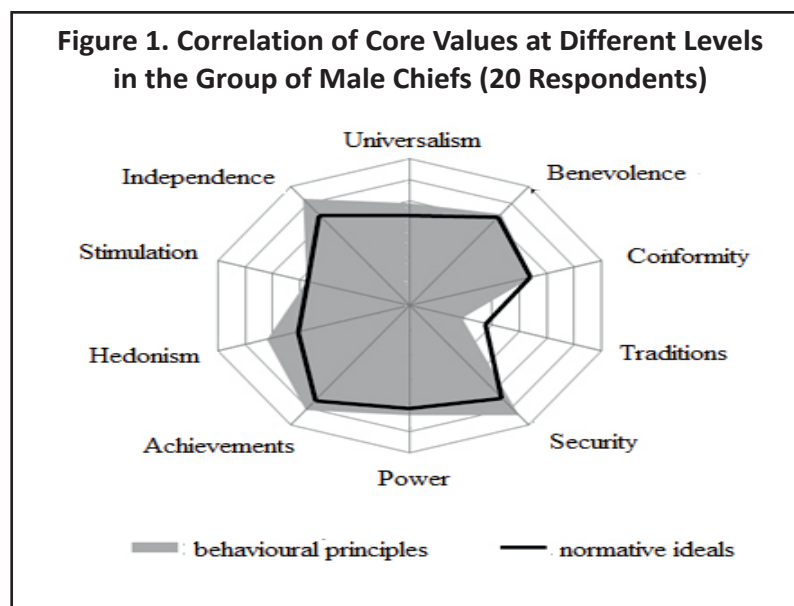 Figure 1. Correlation of Core Values at Different Levels
in the Group of Male Chiefs (20 Respondents)
Universalism
Independence
Benevolence
Stimulation
Conformity
Hedonism
Traditions
Achievements
Security
Power
behavioural principles
normative ideals